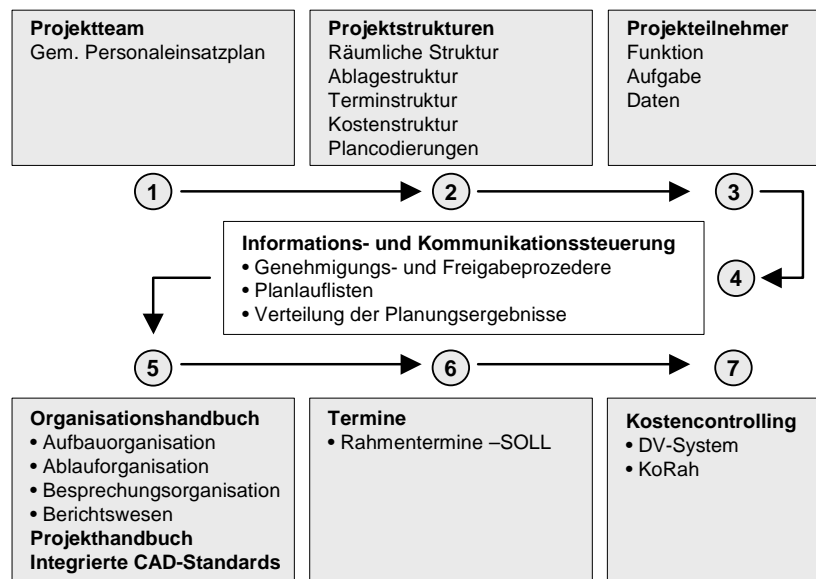 Projektteam
Gem. Personaleinsatzplan
Projektstrukturen
Räumliche Struktur
Ablagestruktur
Terminstruktur
Kostenstruktur
Plancodierungen
Projekteilnehmer
Funktion
Aufgabe
Daten
1
2
3
Informations- und Kommunikationssteuerung
• Genehmigungs- und Freigabeprozedere
• Planlauflisten
• Verteilung der Planungsergebnisse
4
5
6
7
Organisationshandbuch
• Aufbauorganisation
• Ablauforganisation
• Besprechungsorganisation
• Berichtswesen
Projekthandbuch
Integrierte CAD-Standards
Termine
• Rahmentermine –SOLL
Kostencontrolling
• DV-System
• KoRah